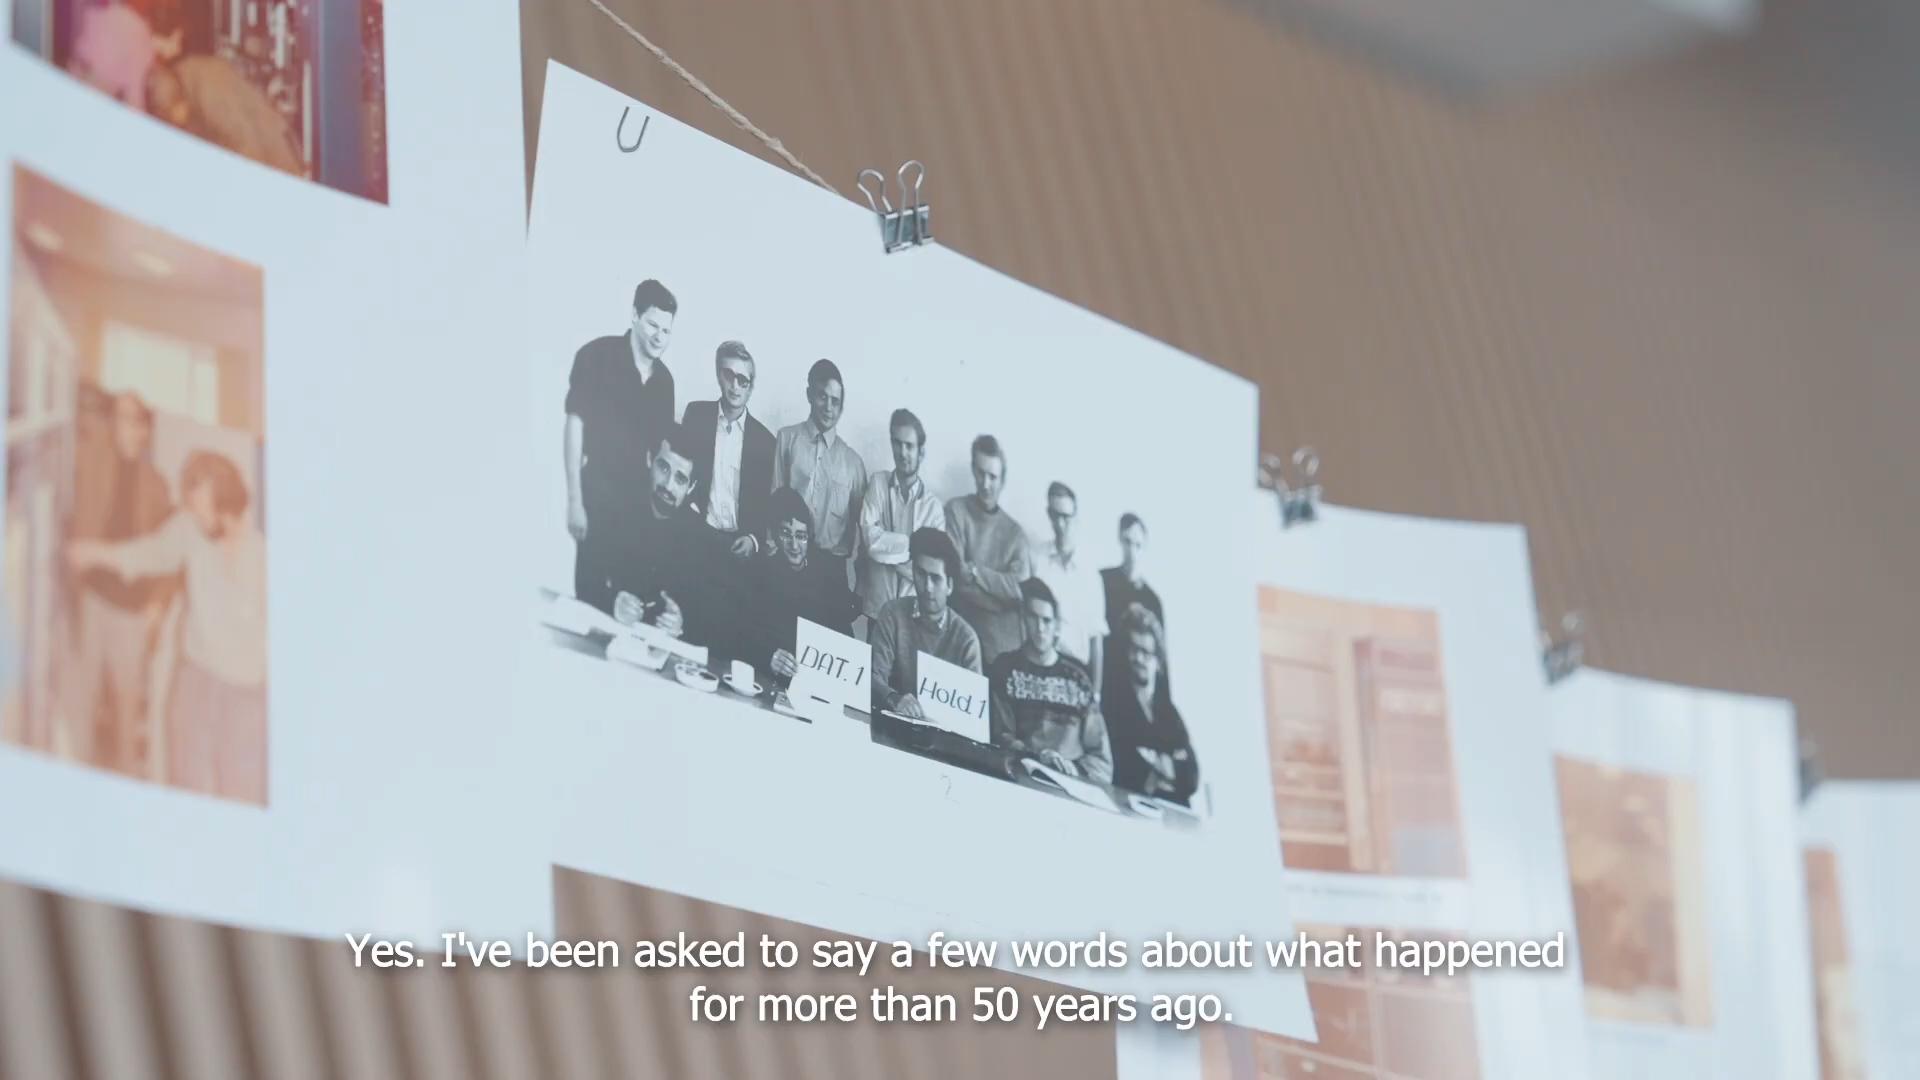 DAT. 1
Hold. 1
2
Yes. I've been asked to say a few words about what happened
for more than 50 years ago.